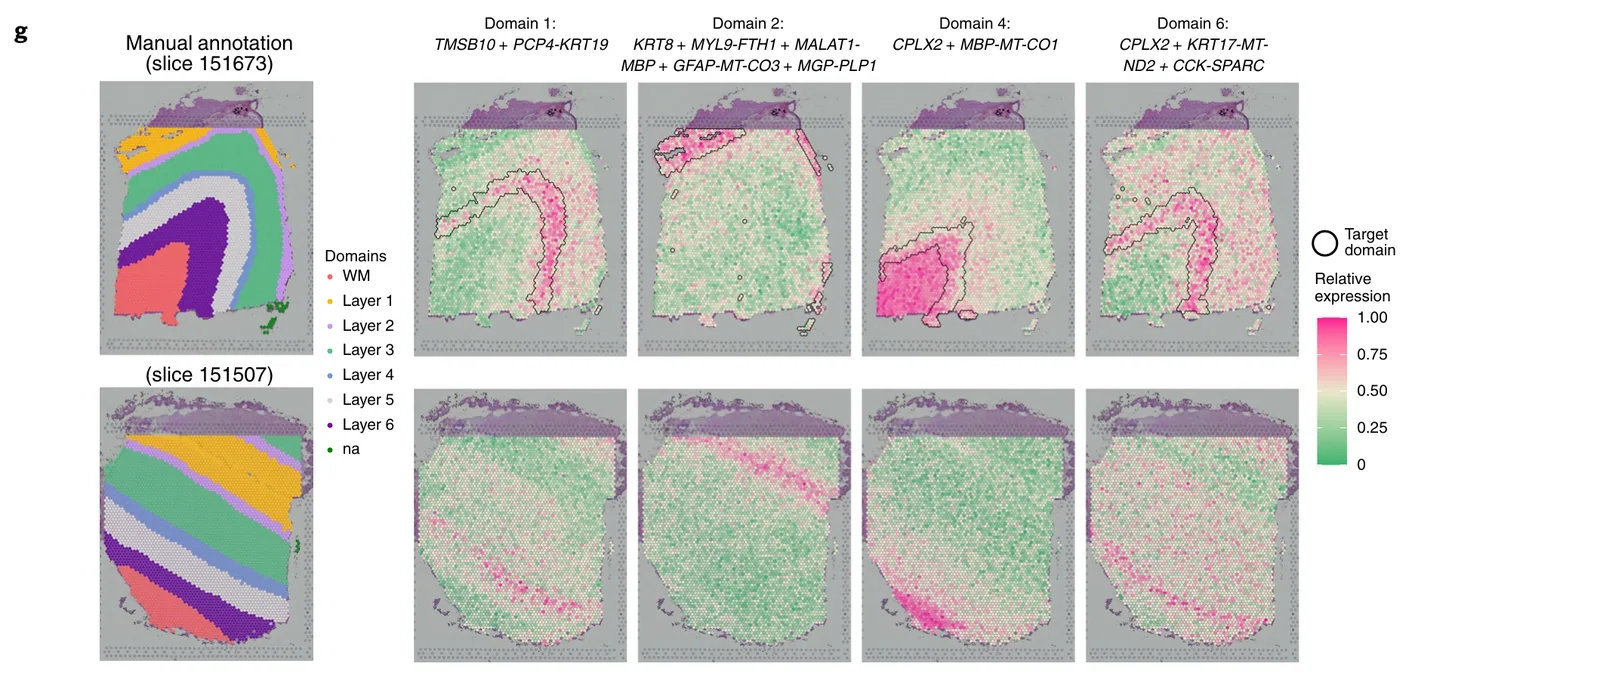 g
Manual annotation
(slice 151673)
Domain 1:
TMSB10 + PCP4-KRT19
Domain 2:
KRT8 + MYL9-FTH1 + MALAT1-
MBP + GFAP-MT-CO3 + MGP-PLP1
Domain 4:
CPLX2 + MBP-MT-CO1
Domain 6:
CPLX2 + KRT17-MT-
ND2 + CCK-SPARC
Domains
WM
Layer 1
Layer 2
Layer 3
Layer 4
Layer 5
Layer 6
na
Target
domain
Relative
expression
1.00
0.75
0.50
0.25
0
(slice 151507)